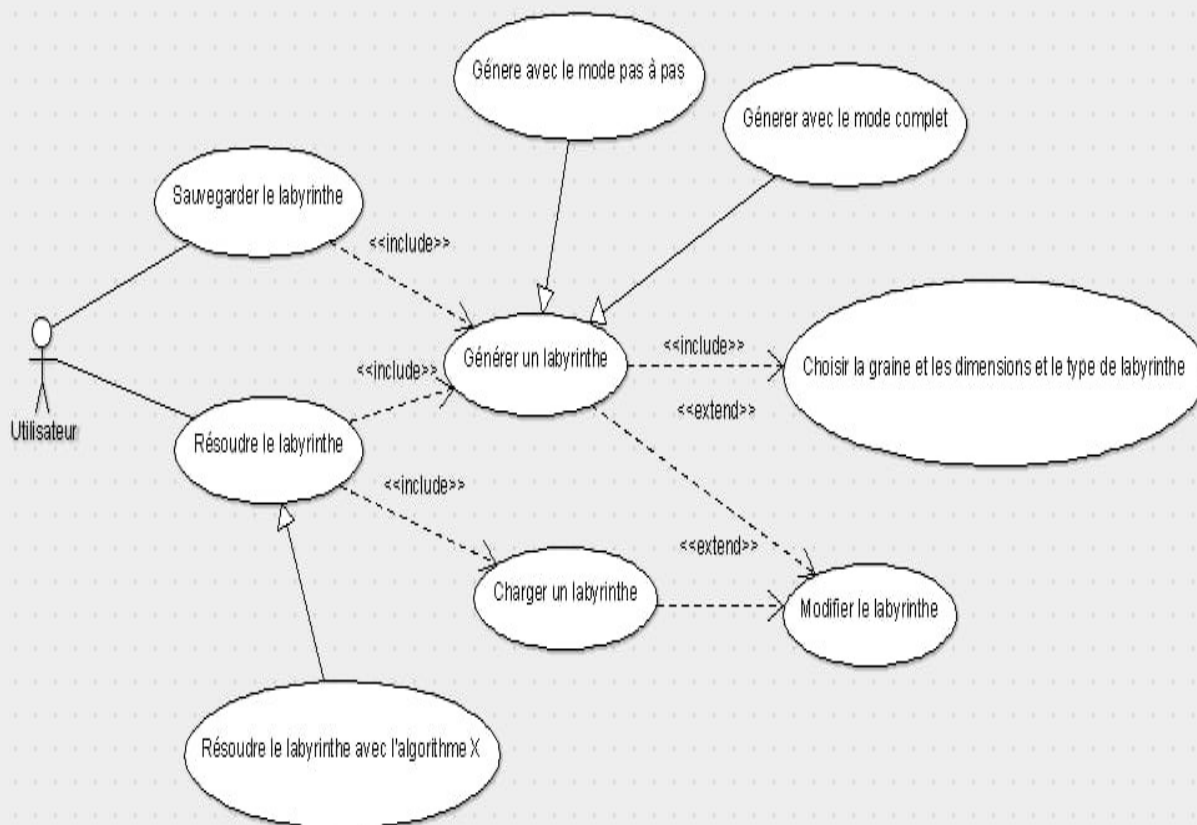 Génere avec le mode pas à pas
Génerer avec le mode complet
Sauvegarder le labyrinthe
<<include>>
Générer un labyrinthe
<<include>>
Choisir la graine et les dimensions et le type de labyrinthe
<<include>>
<<extend>>
Utilisateur
Résoudre le labyrinthe
<<include>>
<<extend>>
Charger un labyrinthe
Modifier le labyrinthe
Résoudre le labyrinthe avec l'algorithme X